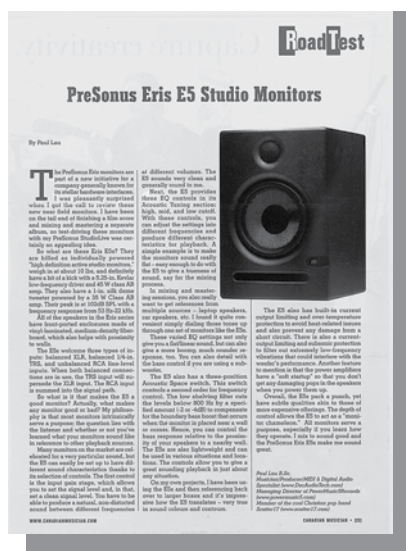 RoadTest
PreSonus Eris E5 Studio Monitors
By Paul Lau
The PreSonus Eris monitors are
part of a new initiative for a
company generally known for
its stellar hardware interfaces.
I was pleasantly surprised
when I got the call to review these
new near field monitors. I have been
on the tail end of finishing a film score
and mixing and mastering a separate
album, so test-driving these monitors
with my PreSonus StudioLive was cer-
tainly an appealing idea.
So what are these Eris E5s? They
are billed as individually powered
"high definition active studio monitors,"
weigh in at about 10 lbs, and definitely
have a bit of a kick with a 5.25-in. Kevlar
low-frequency driver and 45 W Class AB
amp. They also have a 1-in. silk dome
tweeter powered by a 35 W Class AB
amp. Their peak is at 102dB SPL with a
frequency response from 53 Hz-22 kHz.
All of the speakers in the Eris series
have front-ported enclosures made of
vinyl-laminated, medium-density fiber-
board, which also helps with proximity
to walls.
The E5s welcome three types of in-
puts: balanced XLR, balanced 1/4-in.
TRS, and unbalanced RCA line-level
inputs. When both balanced connec-
tions are in use, the TRS input will su-
persede the XLR input. The RCA input
is summed into the signal path.
So what is it that makes the E5 a
good monitor? Actually, what makes
any monitor good or bad? My philoso-
phy is that most monitors intrinsically
serve a purpose; the question lies with
the listener and whether or not you've
learned what your monitors sound like
in reference to other playback sources.
Many monitors on the market are cel-
ebrated for a very particular sound, but
the E5 can easily be set up to have dif-
ferent sound characteristics thanks to
its selection of controls. The first control
is the input gain stage, which allows
you to set the signal level and, in that,
set a clean signal level. You have to be
able to produce a natural, non-distorted
sound between different frequencies
at different volumes. The
E5 sounds very clean and
generally sound to me.
Next, the E5 provides
three EQ controls in its
Acoustic Tuning section:
high, mid, and low cutoff.
With these controls, you
can adjust the settings into
different frequencies and
produce different charac-
teristics for playback. A
simple example is to make
the monitors sound really
flat – easy enough to do with
the E5 to give a trueness of
sound, say for the mixing
process.
In mixing and master-
ing sessions, you also really
want to get references from
multiple sources – laptop speakers,
car speakers, etc. I found it quite con-
venient simply dialing those tones up
through one set of monitors like the E5s.
These varied EQ settings not only
give you a flat/linear sound, but can also
give a more boomy, much rounder re-
sponse, too. You can also detail with
the bass control if you are using a sub-
woofer.
The E5 also has a three-position
Acoustic Space switch. This switch
controls a second order for frequency
control. The low shelving filter cuts
the levels below 800 Hz by a speci-
fied amount (-2 or -4dB) to compensate
for the boundary bass boost that occurs
when the monitor is placed near a wall
or corner. Hence, you can control the
bass response relative to the proxim-
ity of your speakers to a nearby wall.
The E5s are also lightweight and can
be used in various situations and loca-
tions. The controls allow you to give a
great sounding playback in just about
any situation.
On my own projects, I have been us-
ing the E5s and then referencing back
over to larger boxes and it's impres-
sive how the E5 translates – very true
in sound colour and contours.
The E5 also has built-in current
output limiting and over-temperature
protection to avoid heat-related issues
and also prevent any damage form a
short circuit. There is also a current-
output limiting and subsonic protection
to filter out extremely low-frequency
vibrations that could interfere with the
woofer's performance. Another feature
to mention is that the power amplifiers
have a "soft startup" so that you don't
get any damaging pops in the speakers
when you power them up.
Overall, the E5s pack a punch, yet
have subtle qualities akin to those of
more expensive offerings. The depth of
control allows the E5 to act as a "moni-
tor chameleon." All monitors serve a
purpose, especially if you learn how
they operate. I mix to sound good and
the PreSonus Eris E5s make me sound
great.
Paul Lau, B.Sc.
Musician/Producer/MIDI & Digital Audio
Specialist
Managing Director of
Member of the cool Christian pop band
WWW.CANADIANMUSICIAN.COM
CANADIAN MUSICIAN •